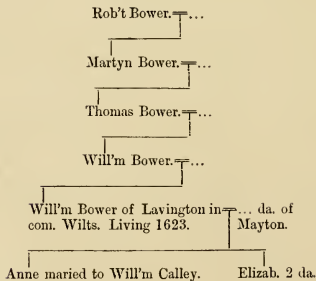 Rob't Bower.=...
Martyn Bower.=...
Thomas Bower.=...
Will'm Bower.=...
Will'm Bower of Lavington in=... da. of
com. Wilts. Living 1623. Mayton.
Anne maried to Will'm Calley. Elizab. 2 da.